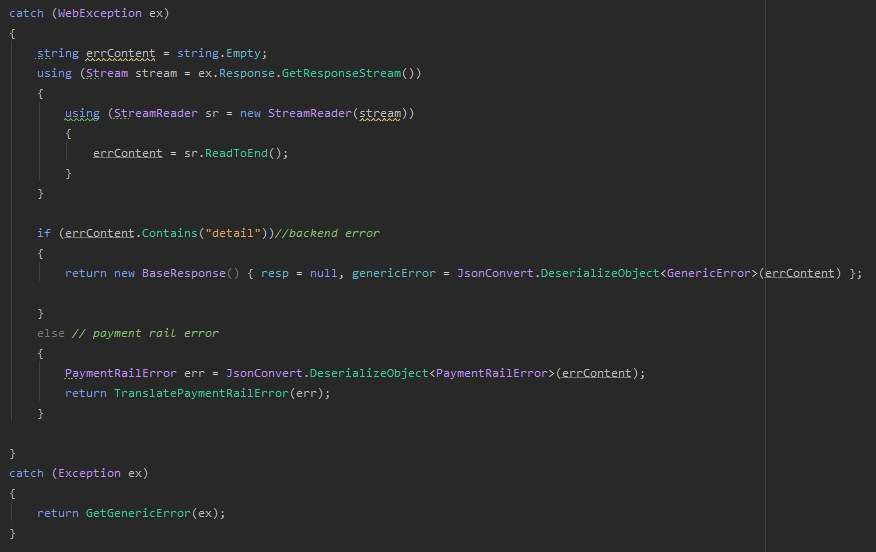 catch (WebException ex)
{
string errContent = string.Empty;
using (Stream stream = ex.Response.GetResponseStream())
{
using (StreamReader sr = new StreamReader(stream))
{
errContent = sr.ReadToEnd();
}
}
if (errContent.Contains("detail"))//backend error
{
return new BaseResponse() { resp = null, genericError = JsonConvert.DeserializeObject<GenericError>(errContent) };
}
else // payment rail error
{
PaymentRailError err = JsonConvert.DeserializeObject<PaymentRailError>(errContent);
return TranslatePaymentRailError(err);
}
}
catch (Exception ex)
{
return GetGenericError(ex);
}